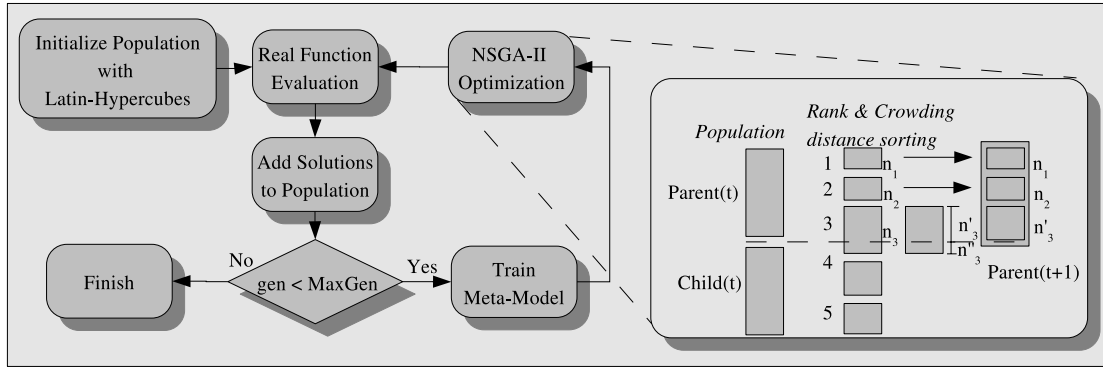 Initialize Population
with
Latin-Hypercubes
Real Function
Evaluation
NSGA-II
Optimization
Add Solutions
to Population
No
gen < MaxGen
Yes
Finish
Train
Meta-Model
Population
Rank & Crowding
distance sorting
Parent(t)
Child(t)
1
n1
2
n2
3
n3
n'3
n"3
4
5
n1
n2
n'3
Parent(t+1)